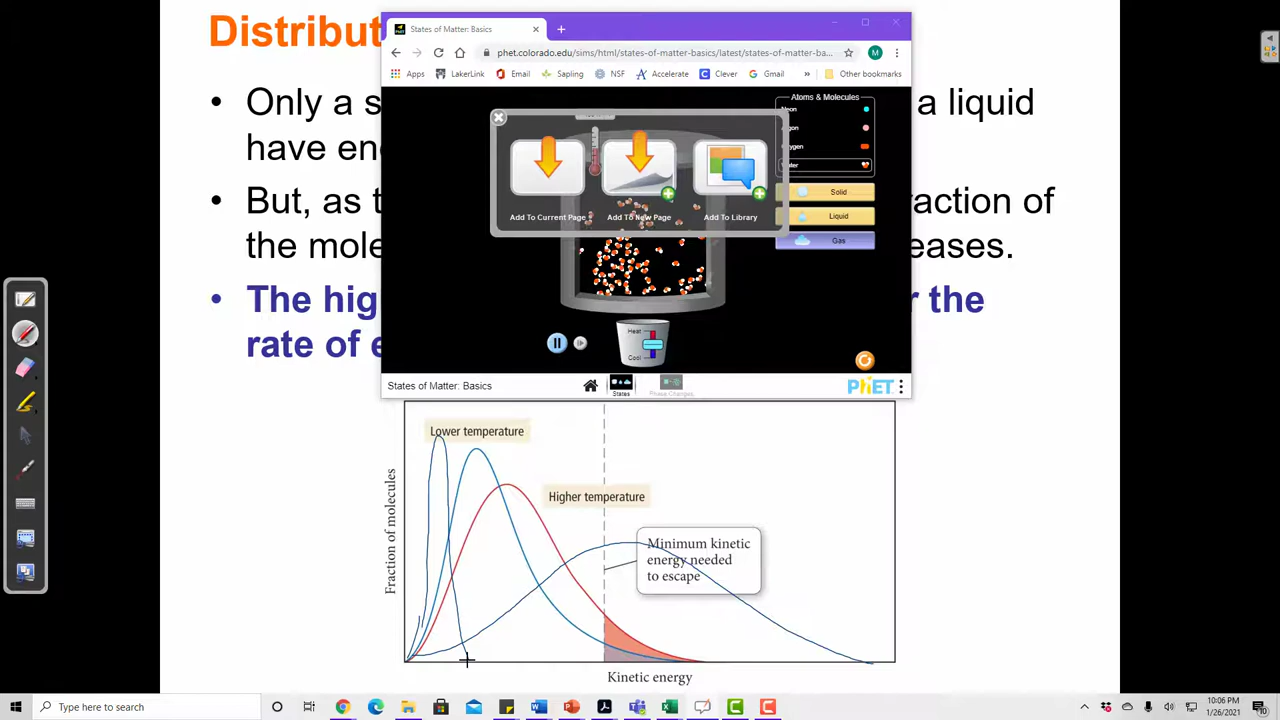 Distribut
States of Matter: Basics
phet.colorado.edu/sims/html/states-of-matter-basics/latest/states-of-matter-ba...
M
Apps LakerLink Email Sapling NSF Accelerate Clever Gmail » Other bookmarks
• Only a s
a liquid
have en
• But, as t
action of
the mole
eases.
• The hig
r the
rate of e
Atoms & Molecules
Solid
Liquid
Gas
Add To Current Page
Add To New Page
Add To Library
Heat
Cool
States of Matter: Basics
States
Phase Changes
PhET
Lower temperature
Higher temperature
Minimum kinetic
energy needed
to escape
Fraction of molecules
Kinetic energy
Type here to search
10:06 PM
1/26/2021